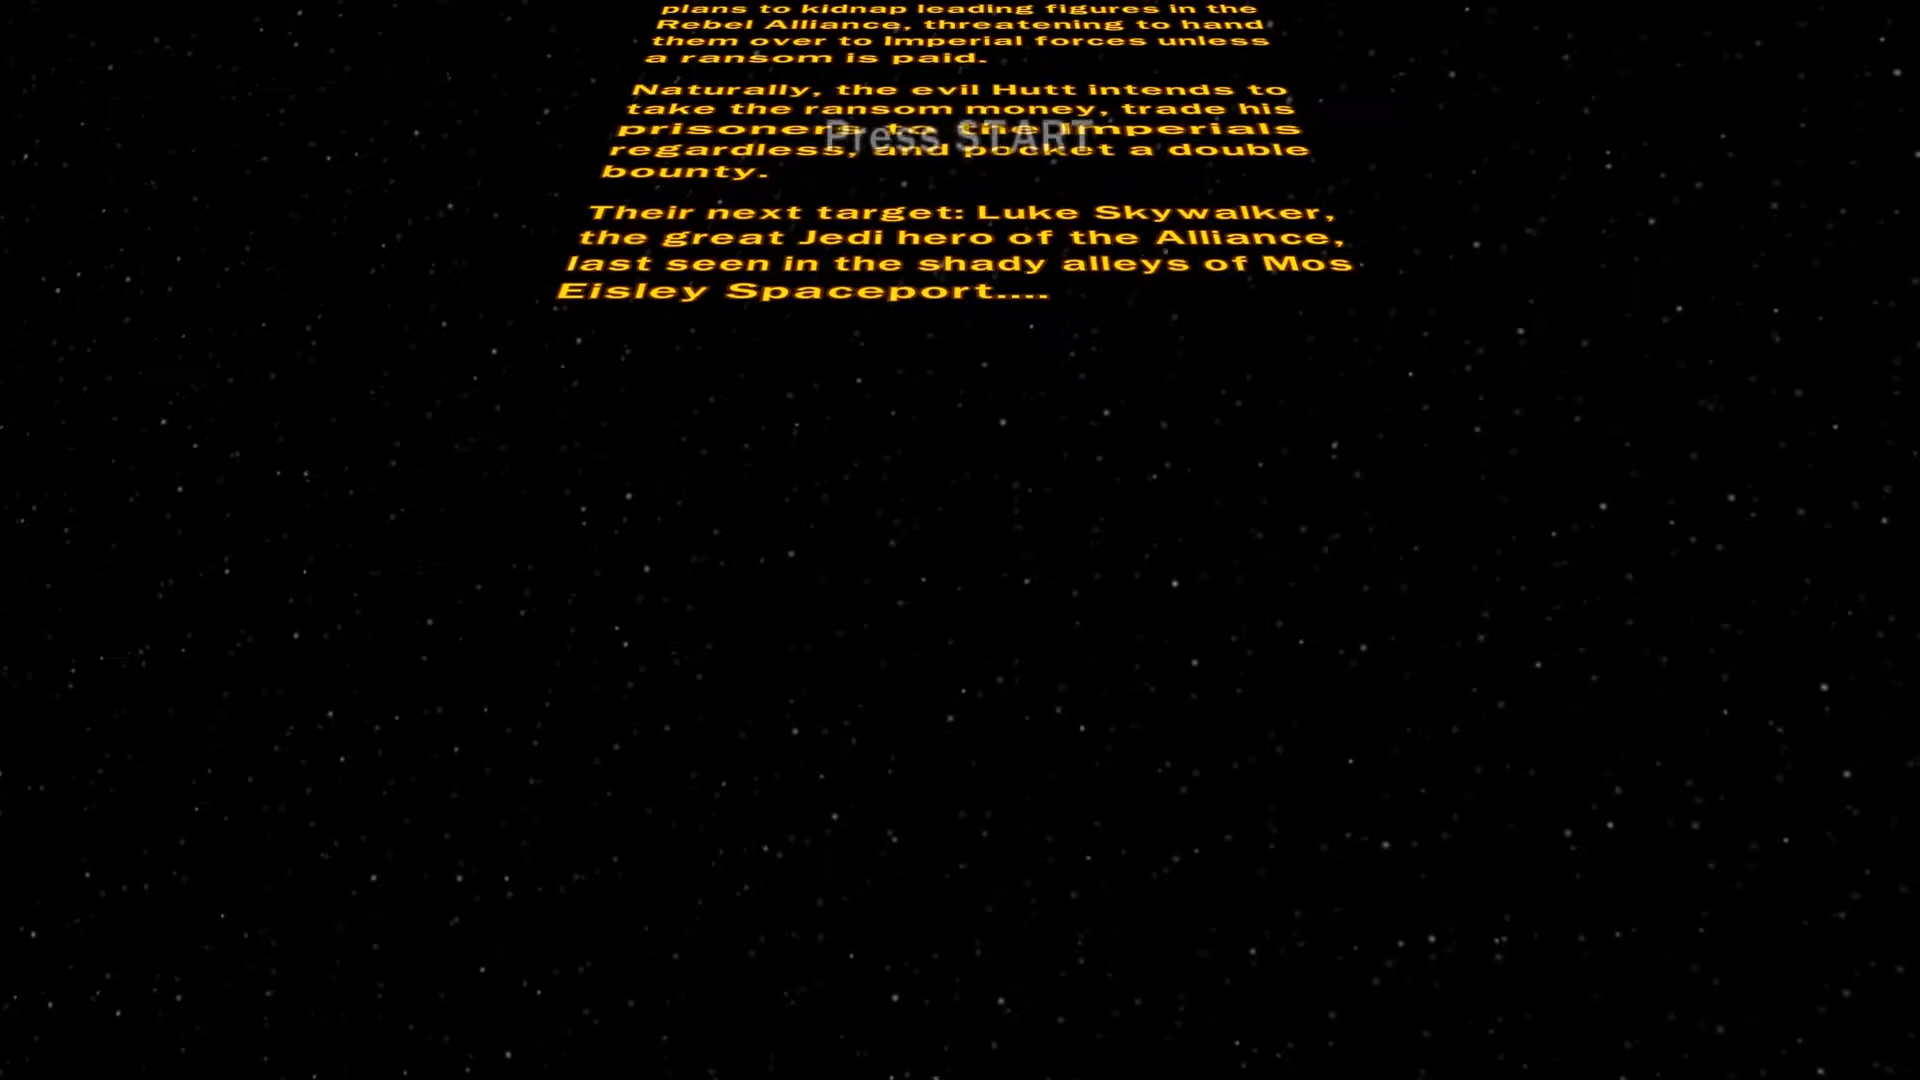 plans to kidnap leading figures in the
Rebel Alliance, threatening to hand
them over to Imperial forces unless
a ransom is paid.
Naturally, the evil Hutt intends to
take the ransom money, trade his
prisoners to the Imperials
Press START
regardless, and pocket a double
bounty.
Their next target: Luke Skywalker,
the great Jedi hero of the Alliance,
last seen in the shady alleys of Mos
Eisley Spaceport....